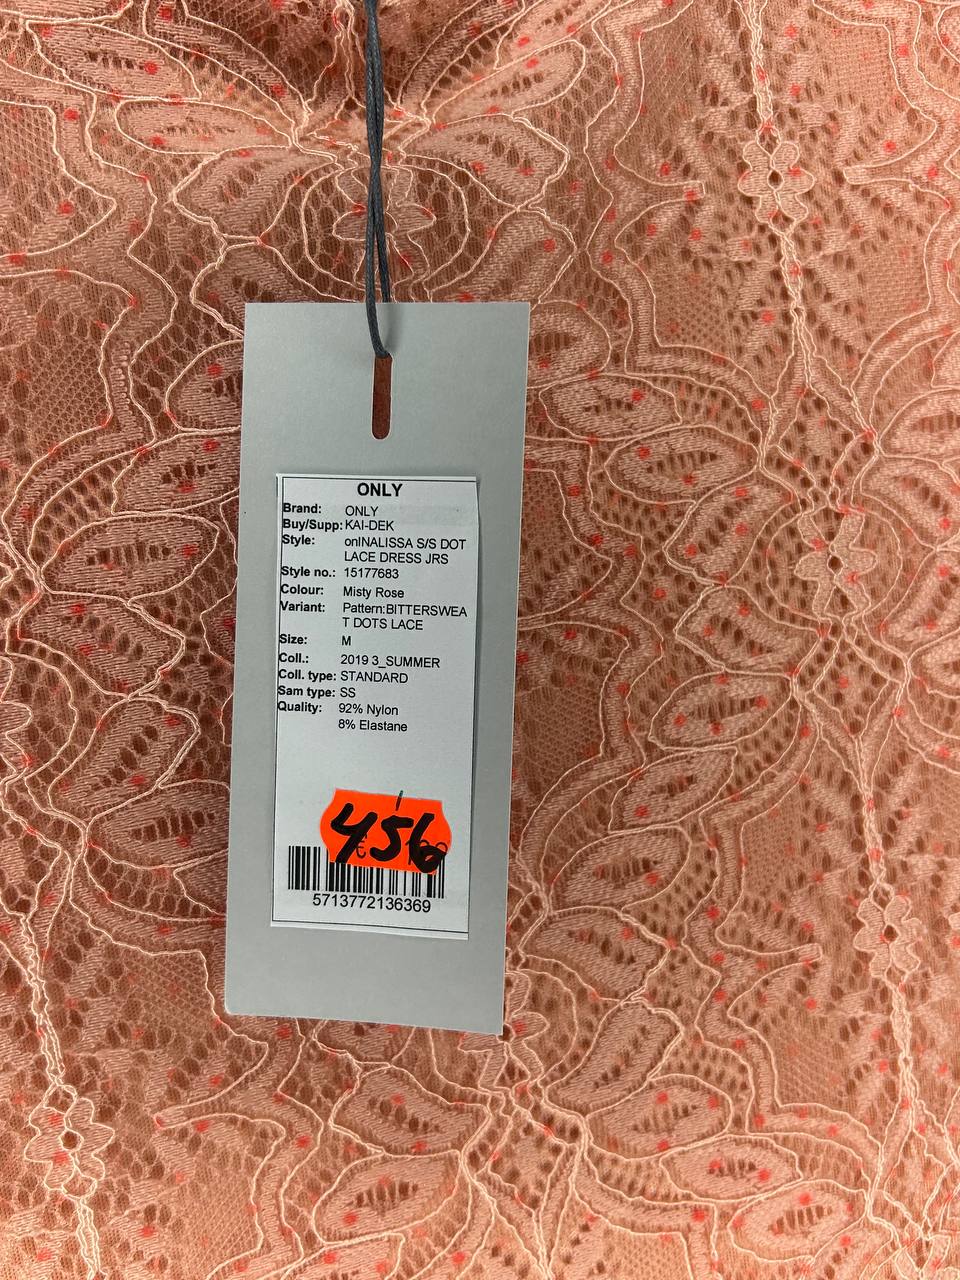 ONLY
Brand: ONLY
Buy/Supp: KAI-DEK
Style: onlNALISSA S/S DOT
LACE DRESS JRS
Style no.: 15177683
Colour: Misty Rose
Variant: Pattern:BITTERSWEA
T DOTS LACE
Size: M
Coll.: 2019 3_SUMMER
Coll. type: STANDARD
Sam type: SS
Quality: 92% Nylon
8% Elastane
456
€
5713772136369